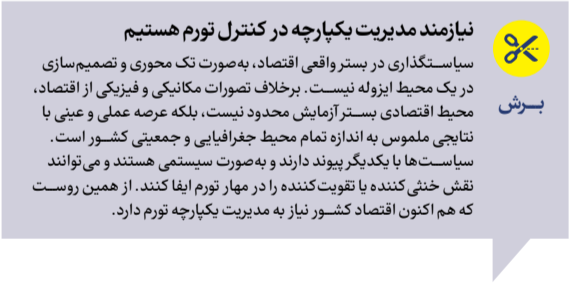 نیازمند مدیریت یکپارچه در کنترل تورم هستیم
سیاستگذاری در بستر واقعی اقتصاد، به‌صورت تک محوری و تصمیم‌سازی
در یک محیط ایزوله نیست. برخلاف تصورات مکانیکی و فیزیکی از اقتصاد،
محیط اقتصادی بستر آزمایش محدود نیست، بلکه عرصه عملی و عینی با
نتایجی ملموس به اندازه تمام محیط جغرافیایی و جمعیتی کشور است.
سیاست‌ها با یکدیگر پیوند دارند و به‌صورت سیستمی هستند و می‌توانند
نقش خنثی‌کننده یا تقویت‌کننده را در مهار تورم ایفا کنند. از همین روست
که هم اکنون اقتصاد کشور نیاز به مدیریت یکپارچه تورم دارد.
برش